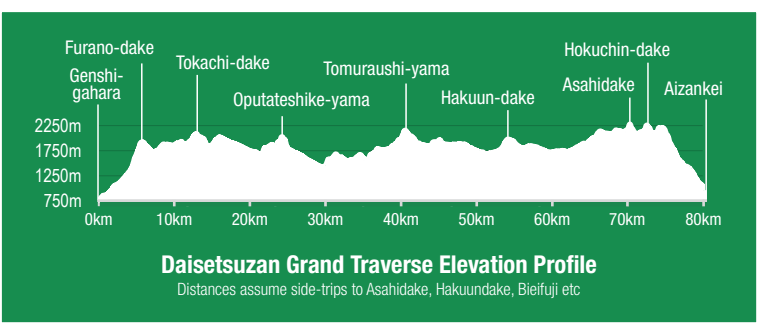 Furano-dake
Genshi-
gahara
Tokachi-dake
Oputateshike-yama
Tomuraushi-yama
Hakuun-dake
Hokuchin-dake
Asahidake
Aizankei
2250m
1750m
1250m
750m
0km 10km 20km 30km 40km 50km 60km 70km 80km
Daisetsuzan Grand Traverse Elevation Profile
Distances assume side-trips to Asahidake, Hakuundake, Bieifuji etc